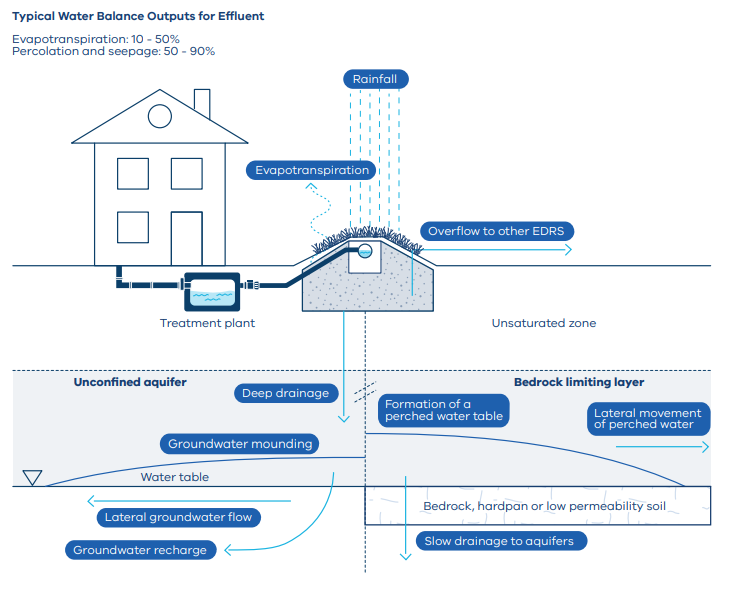 Typical Water Balance Outputs for Effluent
Evapotranspiration: 10 - 50%
Percolation and seepage: 50 - 90%
Rainfall
Evapotranspiration
Overflow to other EDRS
Treatment plant
Unsaturated zone
Unconfined aquifer
Bedrock limiting layer
Deep drainage
Formation of a
perched water table
Lateral movement
of perched water
Groundwater mounding
Water table
Bedrock, hardpan or low permeability soil
Lateral groundwater flow
Slow drainage to aquifers
Groundwater recharge